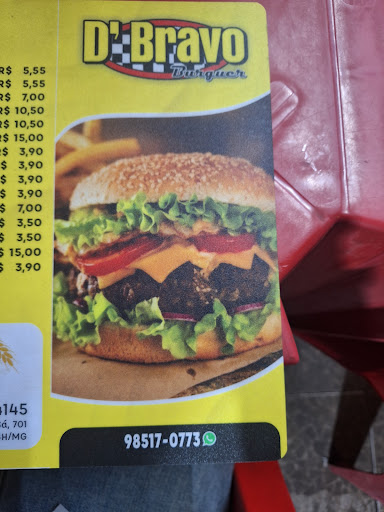 D' Bravo
Burguer
R$ 5,55
R$ 5,55
R$ 7,00
R$ 10,50
R$ 10,50
R$ 15,00
R$ 3,90
R$ 3,90
R$ 3,90
R$ 3,90
R$ 7,00
R$ 3,50
R$ 3,50
R$ 15,00
R$ 3,90
145
701
BH/MG
98517-0773